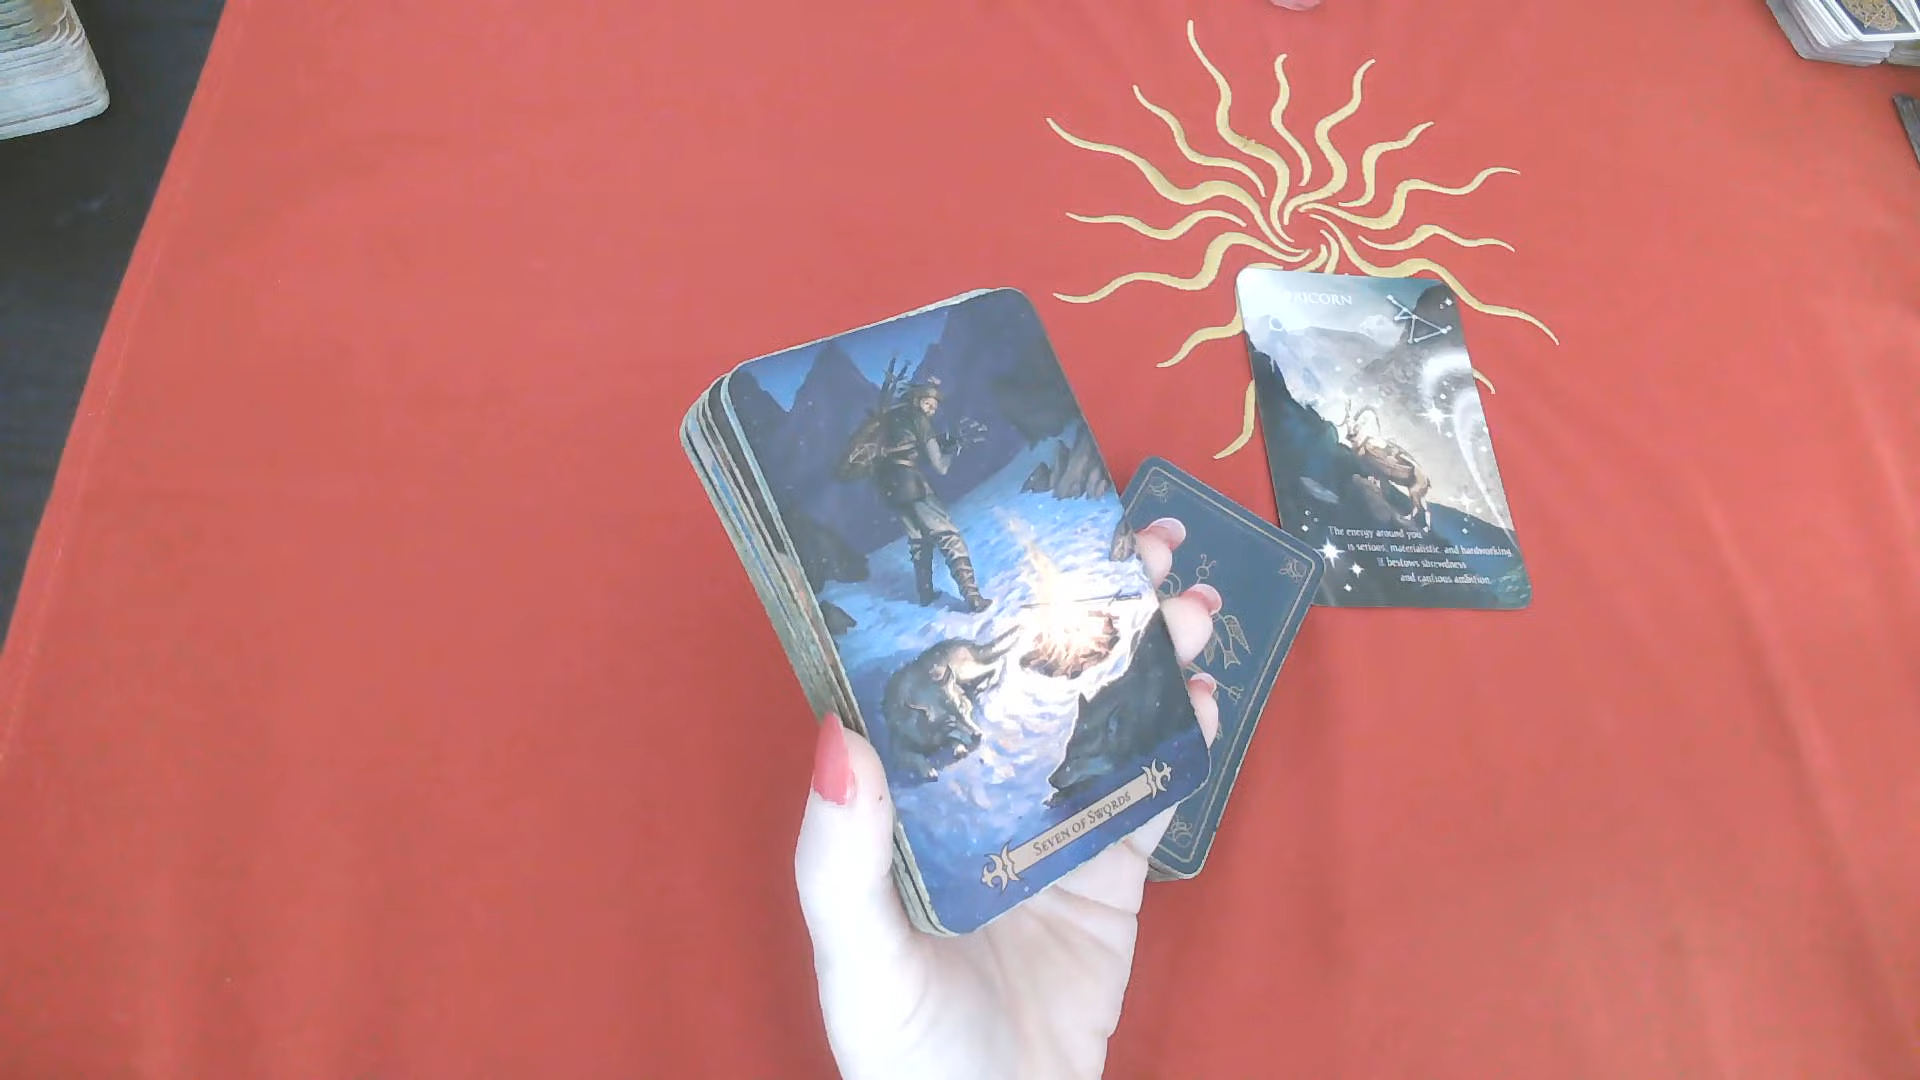 RICORN
The energy around you
is serious, materialistic, and hardworking
It bestows shrewdness
and cautious ambition.
SEVEN OF SWORDS